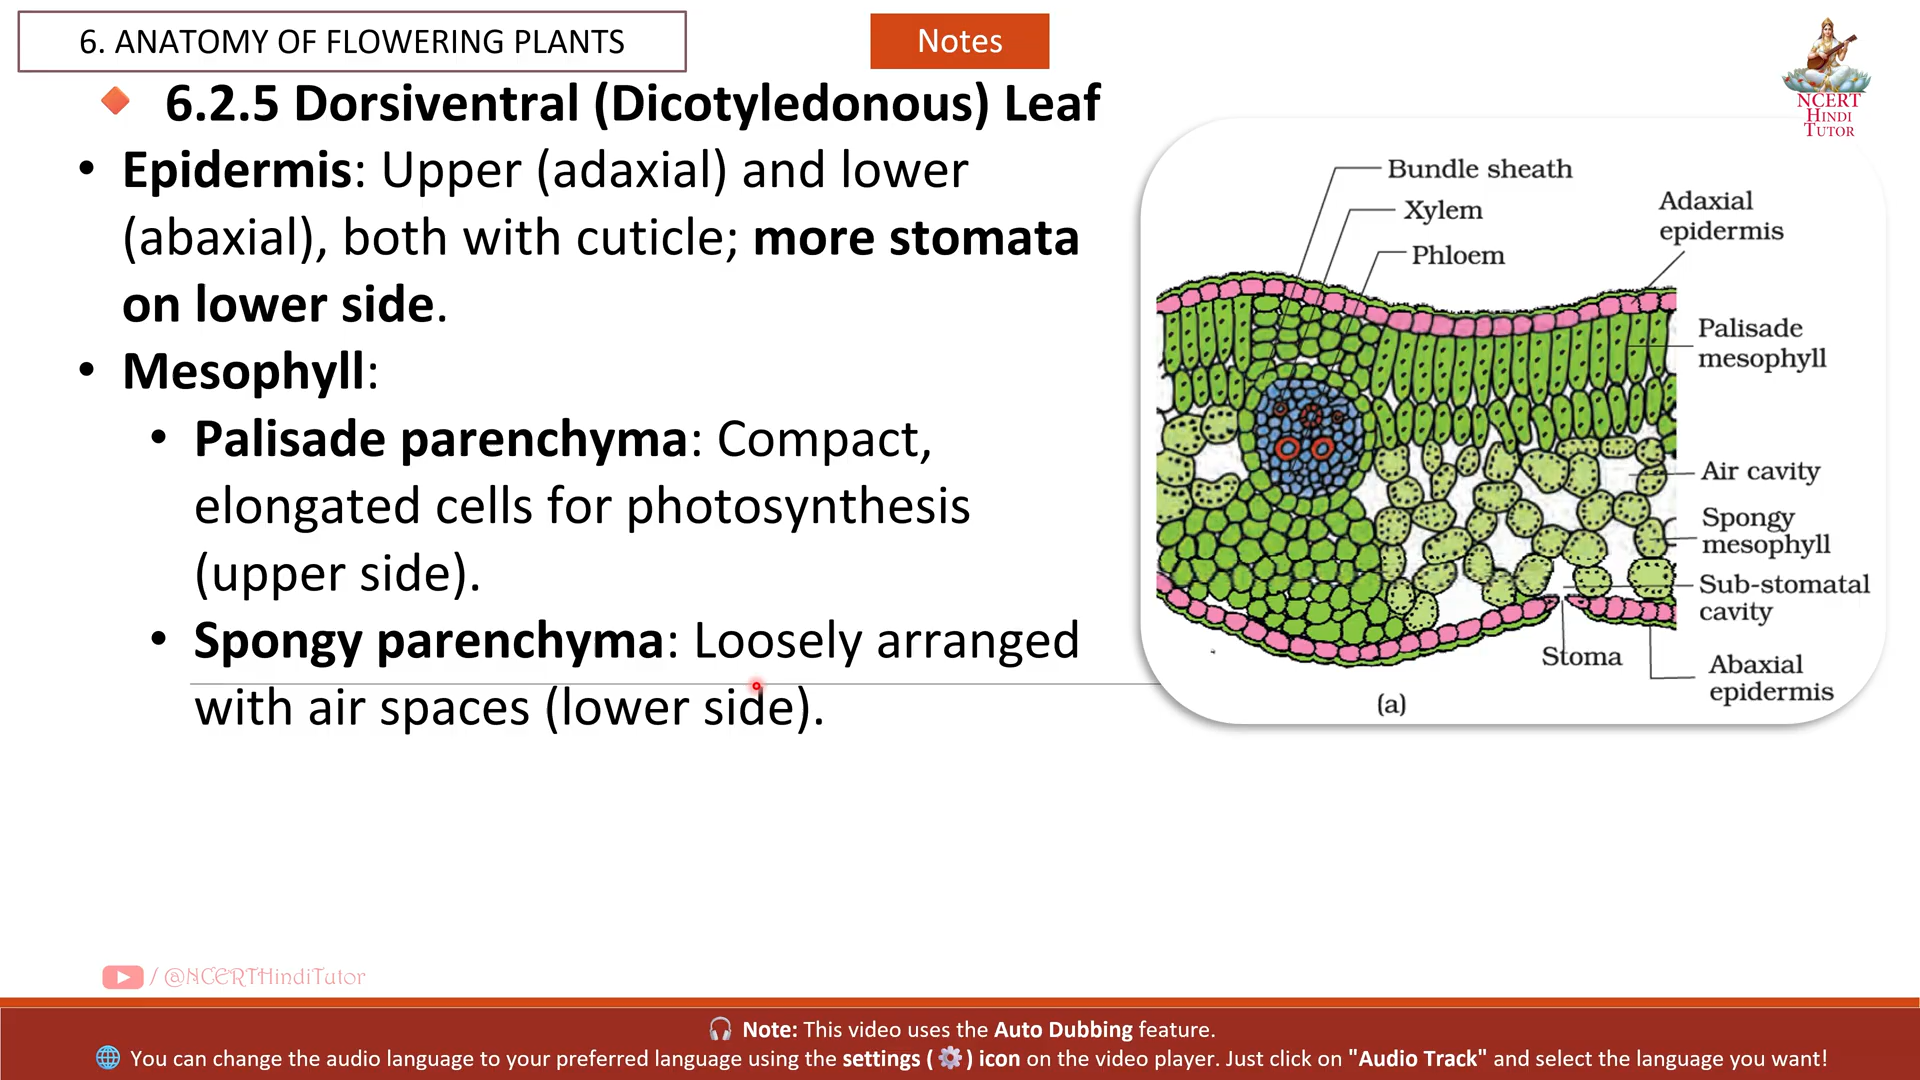 6. ANATOMY OF FLOWERING PLANTS
Notes
NCERT
HINDI
TUTOR
6.2.5 Dorsiventral (Dicotyledonous) Leaf
• Epidermis: Upper (adaxial) and lower
(abaxial), both with cuticle; more stomata
on lower side.
• Mesophyll:
• Palisade parenchyma: Compact,
elongated cells for photosynthesis
(upper side).
• Spongy parenchyma: Loosely arranged
with air spaces (lower side).
Bundle sheath
Xylem
Phloem
Adaxial
epidermis
Palisade
mesophyll
Air cavity
Spongy
mesophyll
Sub-stomatal
cavity
Stoma
Abaxial
epidermis
(a)
/ @NCERTHindiTutor
Note: This video uses the Auto Dubbing feature.
You can change the audio language to your preferred language using the settings ( ⚙ ) icon on the video player. Just click on "Audio Track" and select the language you want!